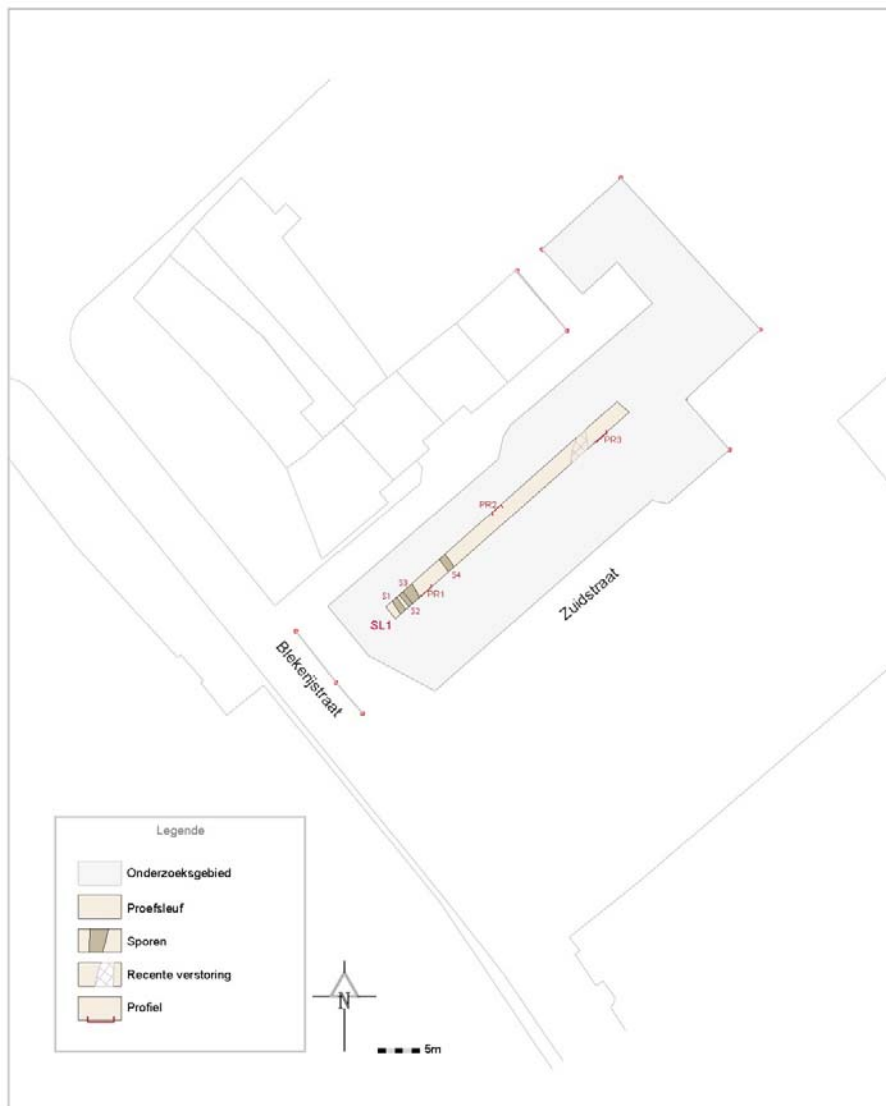 PR3
PR2
S4
S3
PR1
S1
S2
SL1
Zuidstraat
Blekerijstraat
Legende
Onderzoeksgebied
Proefsleuf
Sporen
Recente verstoring
Profiel
N
5m